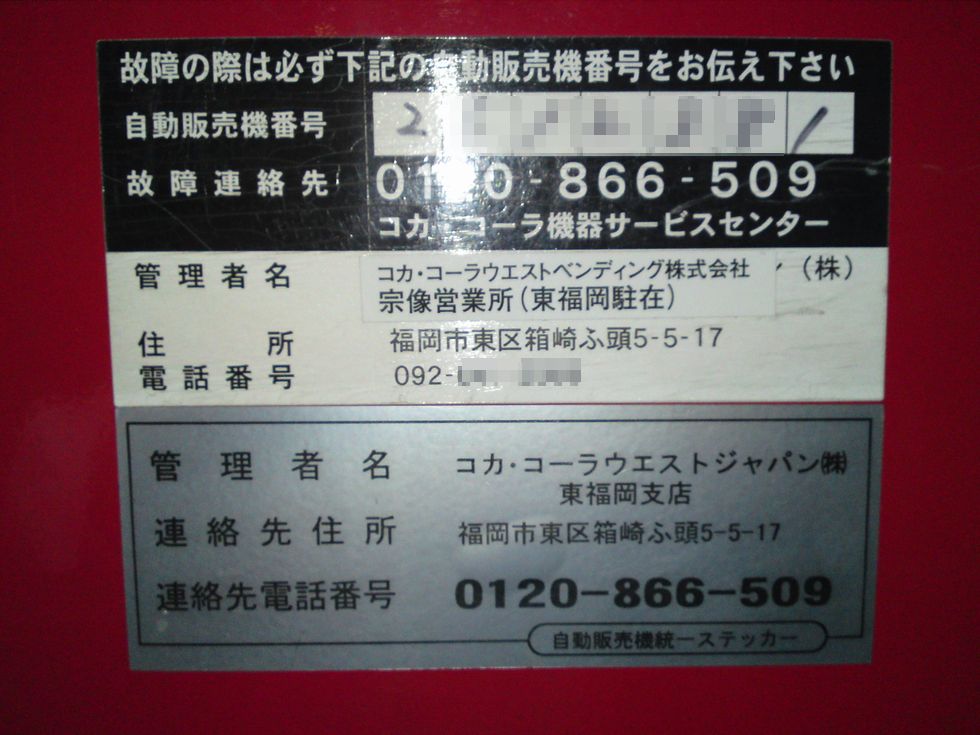 故障の際は必ず下記の自動販売機番号をお伝え下さい
自動販売機番号 2 /
故障連絡先 0120-866-509
コカ・コーラ機器サービスセンター
管理者名 コカ・コーラウエストベンディング株式会社 (株)
宗像営業所(東福岡駐在)
住所 福岡市東区箱崎ふ頭5-5-17
電話番号 092-
管理者名 コカ・コーラウエストジャパン㈱
東福岡支店
連絡先住所 福岡市東区箱崎ふ頭5-5-17
連絡先電話番号 0120-866-509
自動販売機統一ステッカー